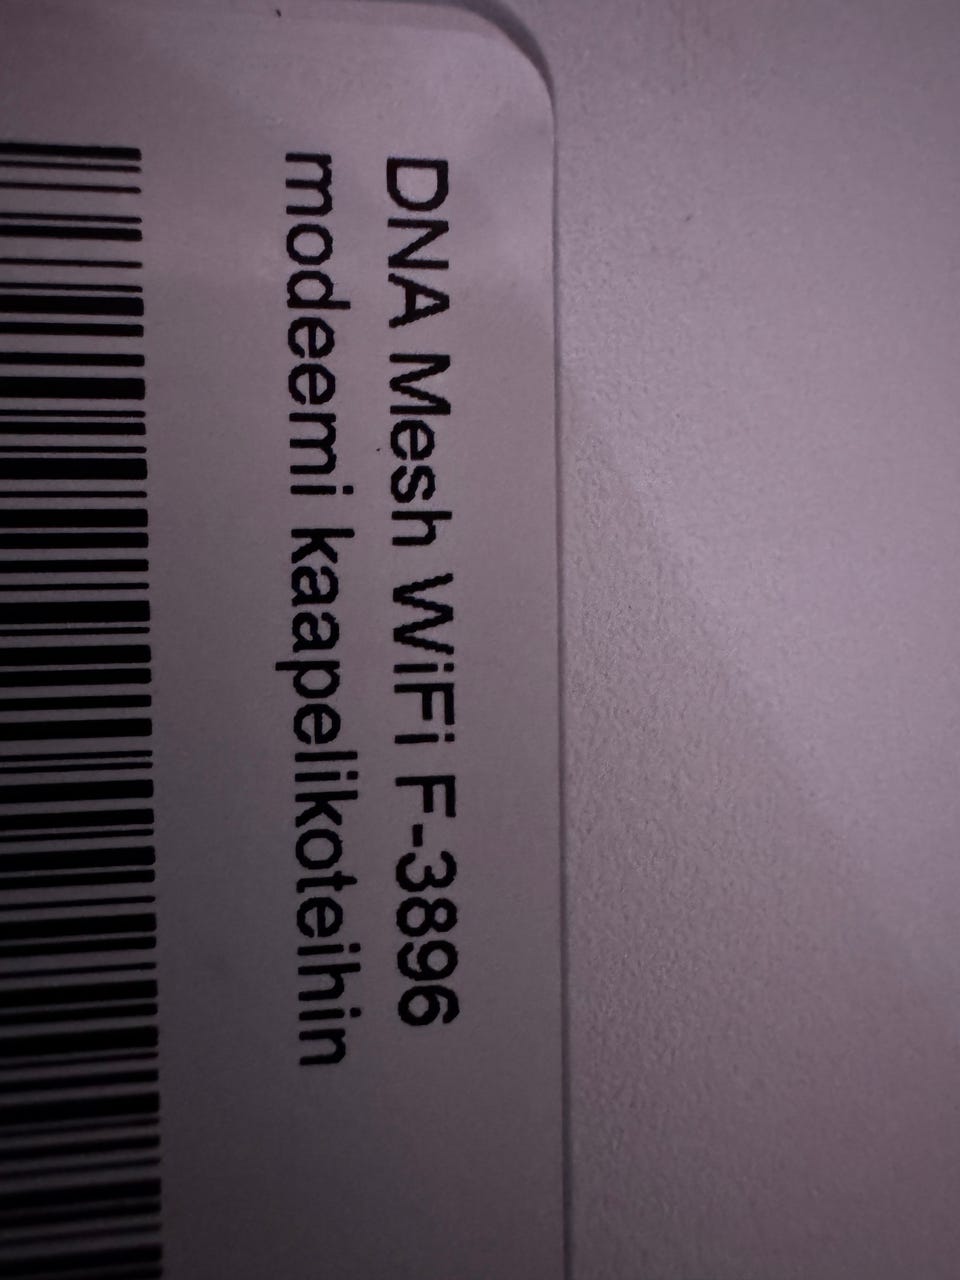 DNA Mesh WiFi F-3896
modeemi kaapelikoteihin